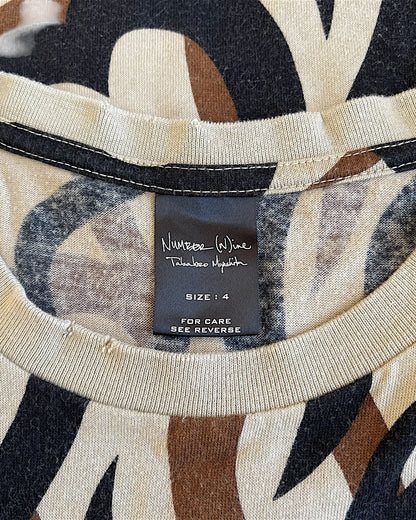 NUMBER (N)ine
Takahiro Miyashita
SIZE : 4
FOR CARE
SEE REVERSE